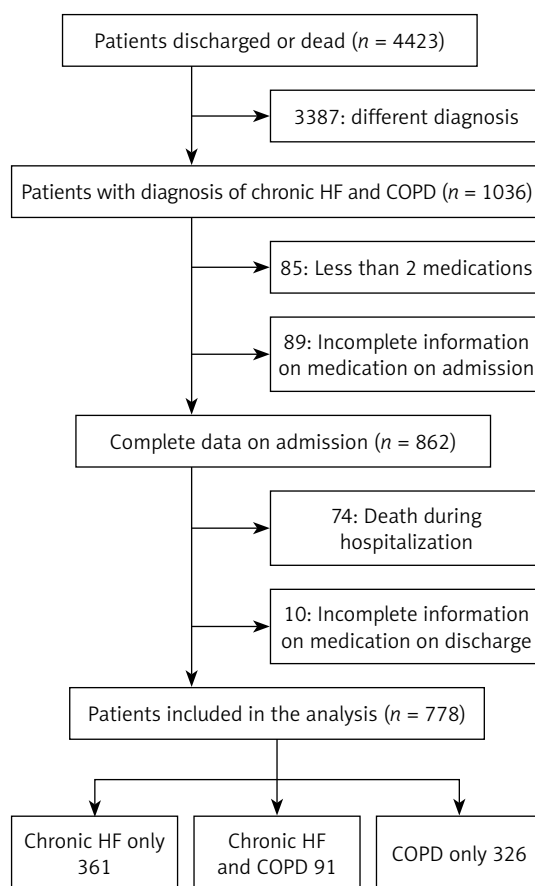 Patients discharged or dead (n = 4423)
3387: different diagnosis
Patients with diagnosis of chronic HF and COPD (n = 1036)
85: Less than 2 medications
89: Incomplete information
on medication on admission
Complete data on admission (n = 862)
74: Death during
hospitalization
10: Incomplete information
on medication on discharge
Patients included in the analysis (n = 778)
Chronic HF only
361
Chronic HF
and COPD 91
COPD only 326